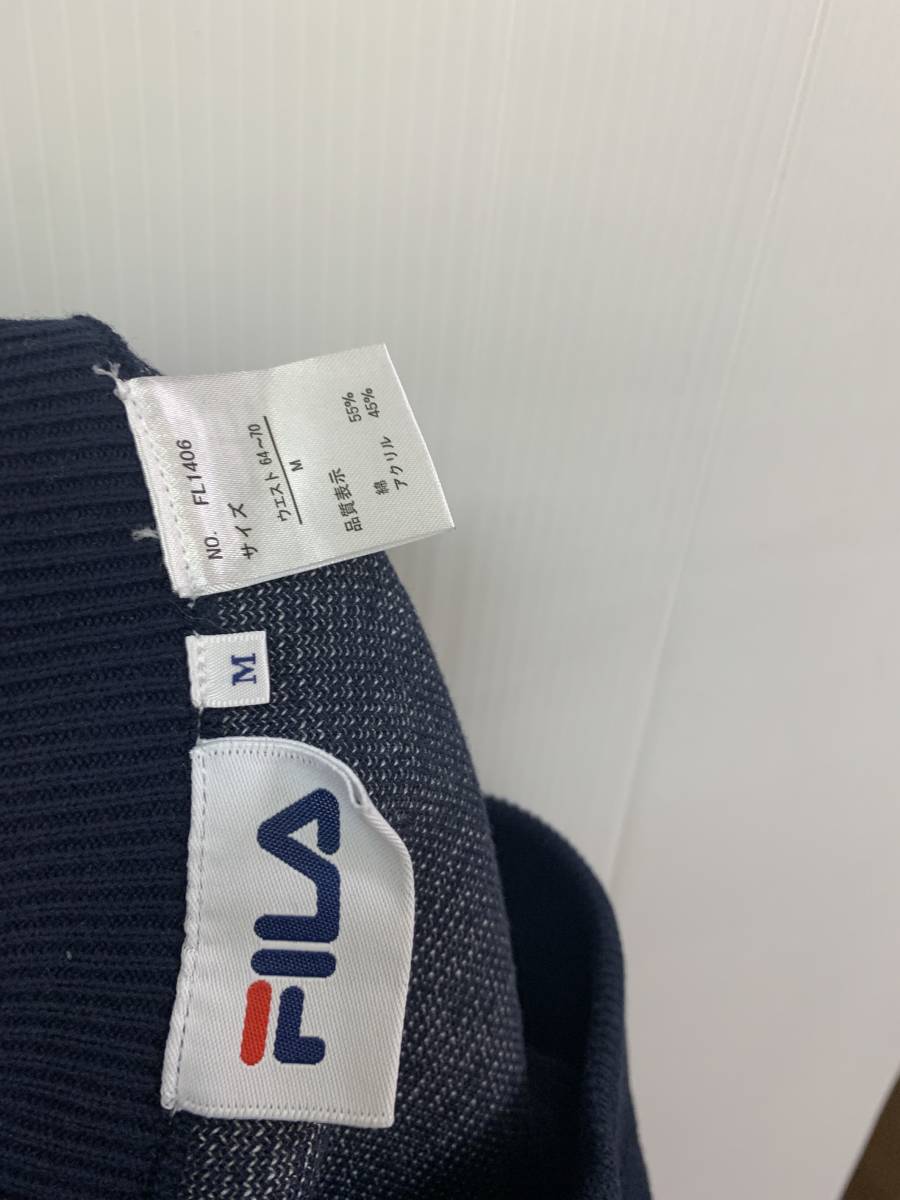 NO. FL1406
サイズ
ウエスト 64〜70
M
品質表示
綿 55%
アクリル 45%
M
FILA